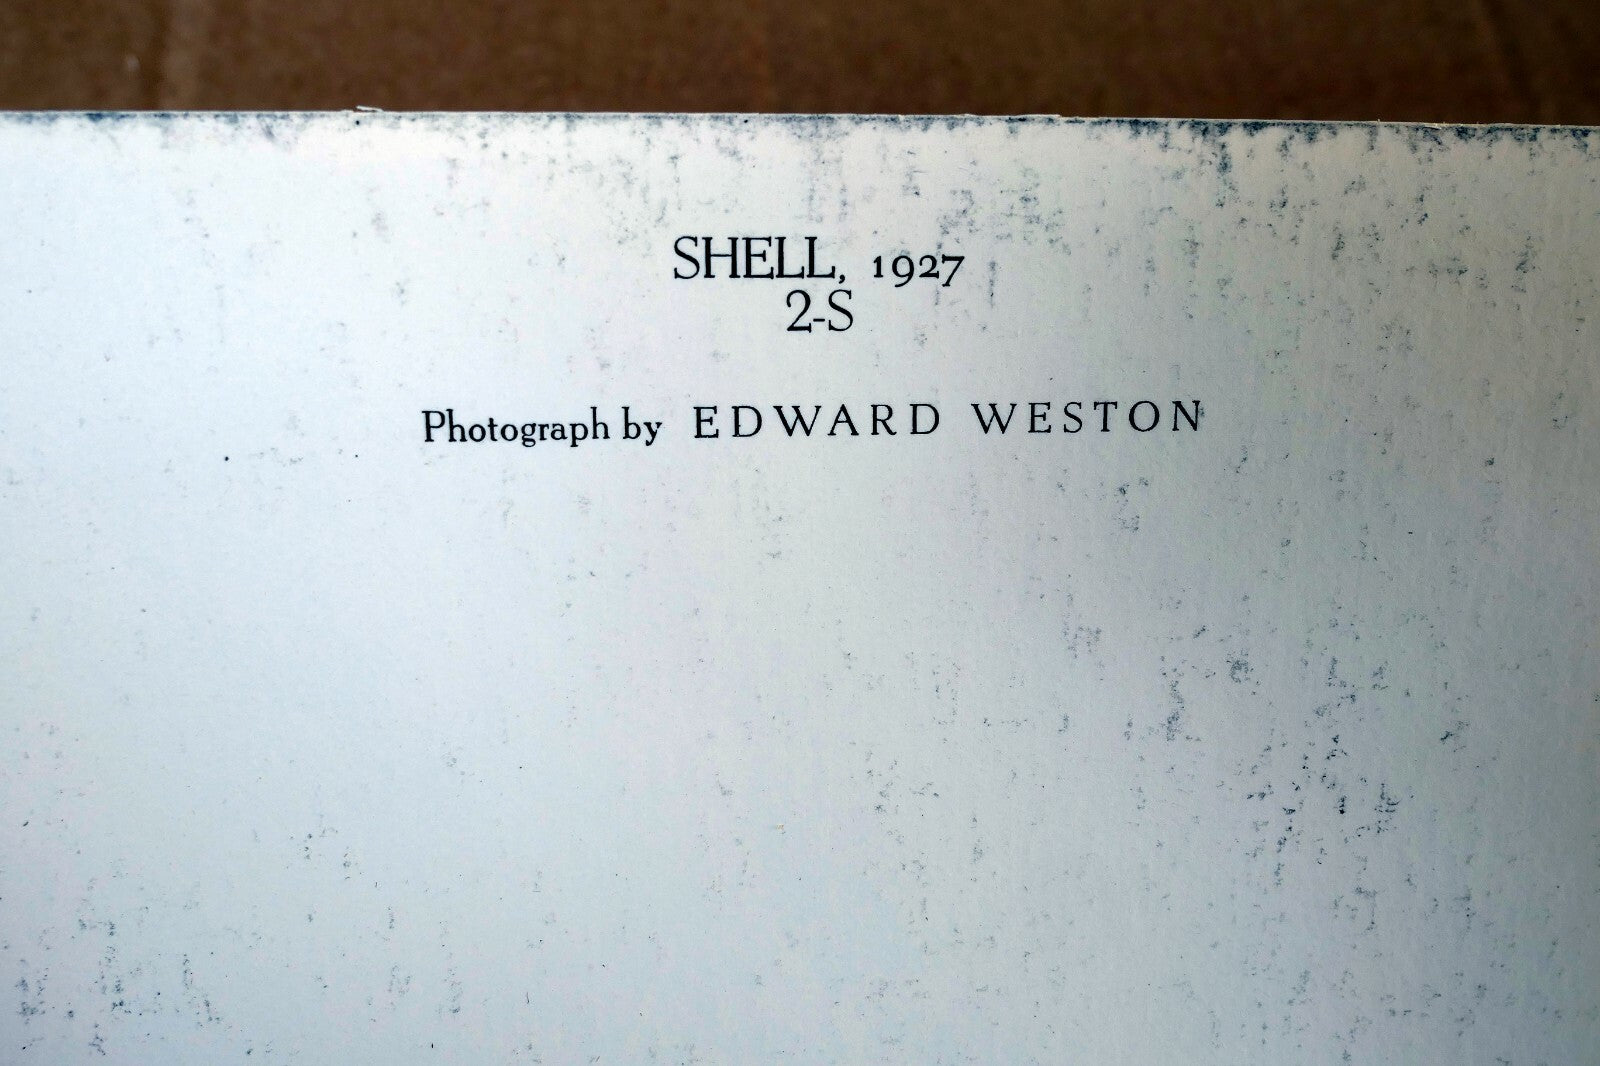 SHELL, 1927
2-S
Photograph by EDWARD WESTON